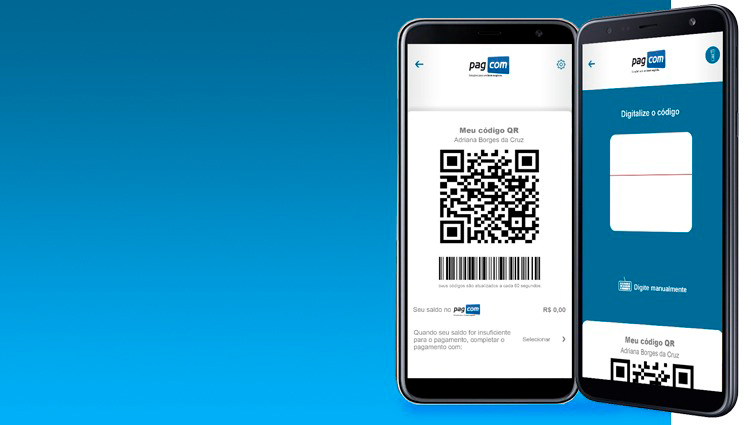 pag com
Meu código QR
Adriana Borges da Cruz
seus códigos são atualizados a cada 60 segundos
Seu saldo no pag com R$ 0,00
Quando seu saldo for insuficiente
para o pagamento, completar o
pagamento com:
Selecionar
pag com
Digitalize o código
Digite manualmente
Meu código QR
Adriana Borges da Cruz